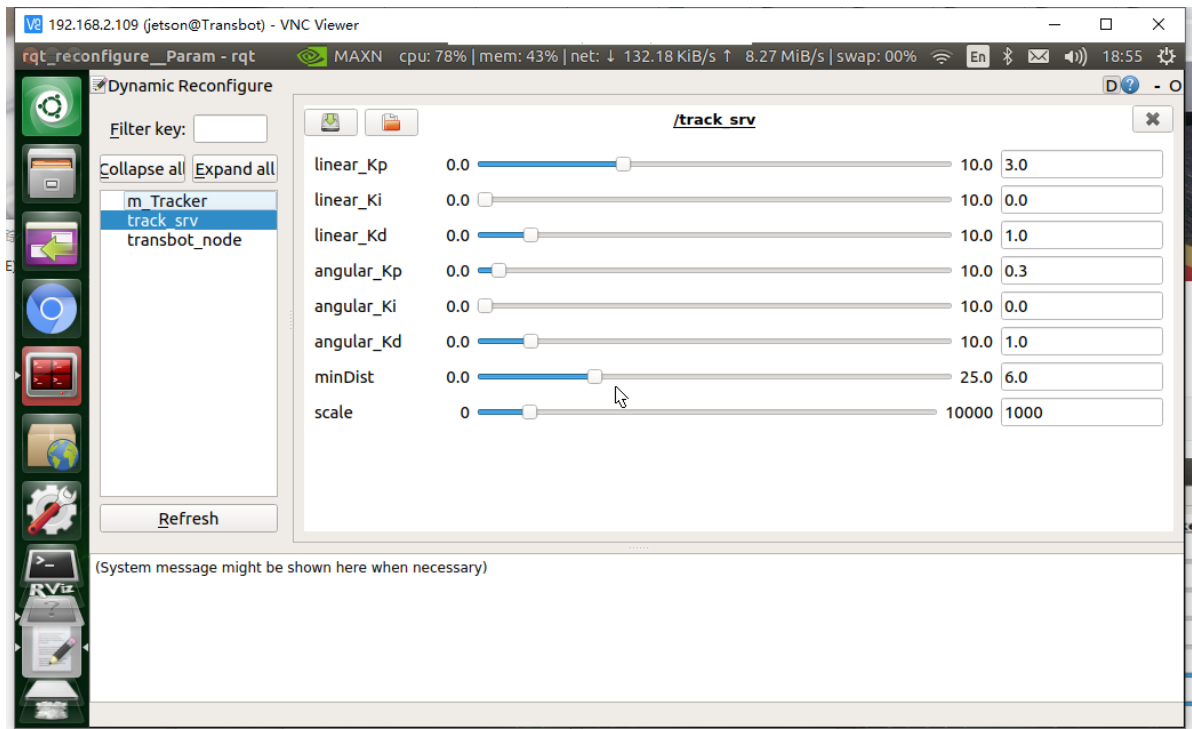 192.168.2.109 (jetson@Transbot) - VNC Viewer
rqt_reconfigure__Param - rqt MAXN cpu: 78% | mem: 43% | net: ↓ 132.18 KiB/s ↑ 8.27 MiB/s | swap: 00% En 18:55
Dynamic Reconfigure D ? - O
Filter key:
Collapse all Expand all
m_Tracker
track_srv
transbot_node
Refresh
/track_srv
linear_Kp 0.0 10.0 3.0
linear_Ki 0.0 10.0 0.0
linear_Kd 0.0 10.0 1.0
angular_Kp 0.0 10.0 0.3
angular_Ki 0.0 10.0 0.0
angular_Kd 0.0 10.0 1.0
minDist 0.0 25.0 6.0
scale 0 10000 1000
(System message might be shown here when necessary)
RViz